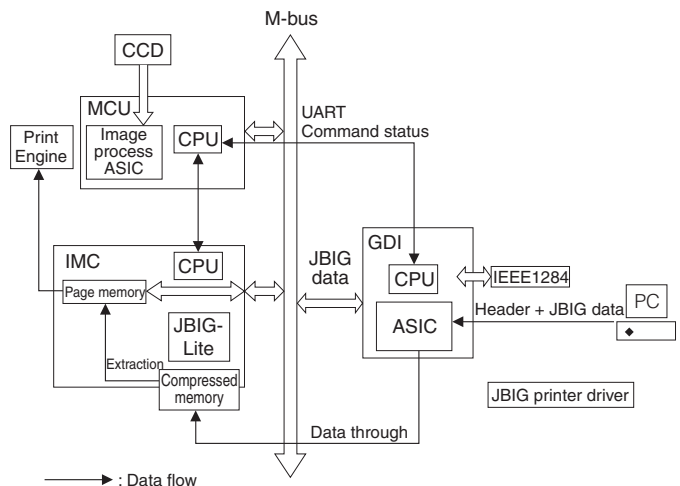 M-bus
CCD
MCU
UART
Command status
Print
Engine
Image
process
ASIC
CPU
IMC
CPU
Page memory
JBIG-
Lite
Extraction
Compressed
memory
JBIG
data
GDI
CPU
IEEE1284
ASIC
Header + JBIG data
PC
JBIG printer driver
Data through
: Data flow